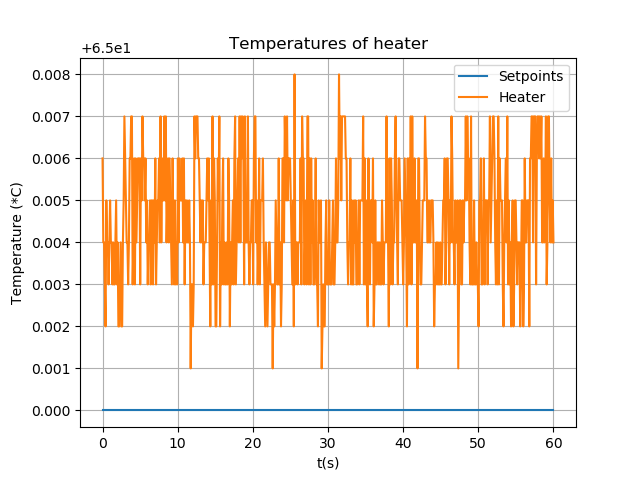 Temperatures of heater
+6.5e1
0.008
0.007
0.006
0.005
0.004
0.003
0.002
0.001
0.000
Temperature (*C)
Setpoints
Heater
0 10 20 30 40 50 60
t(s)